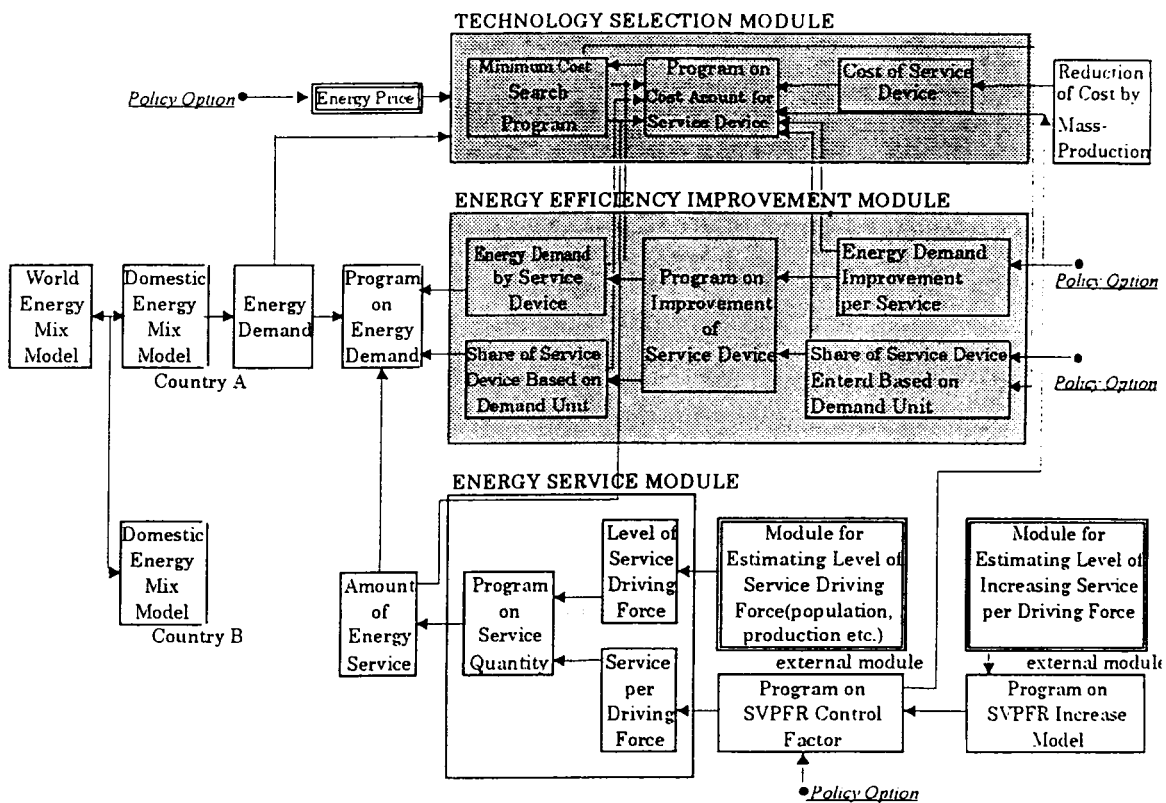 TECHNOLOGY SELECTION MODULE
Policy Option
Energy Price
Minimum Cost
Search
Program
Program on
Cost Amount for
Service Device
Cost of Service
Device
Reduction
of Cost by
Mass-
Production
ENERGY EFFICIENCY IMPROVEMENT MODULE
World
Energy
Mix
Model
Domestic
Energy
Mix
Model
Country A
Energy
Demand
Program
on
Energy
Demand
Energy Demand
by Service
Device
Share of Service
Device Based on
Demand Unit
Program on
Improvement
of
Service Device
Energy Demand
Improvement
per Service
Share of Service Device
Enterd Based on
Demand Unit
Policy Option
Policy Option
Domestic
Energy
Mix
Model
Country B
ENERGY SERVICE MODULE
Amount
of
Energy
Service
Program
on
Service
Quantity
Level of
Service
Driving
Force
Service
per
Driving
Force
Module for
Estimating Level of
Service Driving
Force(population,
production etc.)
external module
Module for
Estimating Level of
Increasing Service
per Driving Force
external module
Program on
SVPFR Control
Factor
Program on
SVPFR Increase
Model
Policy Option